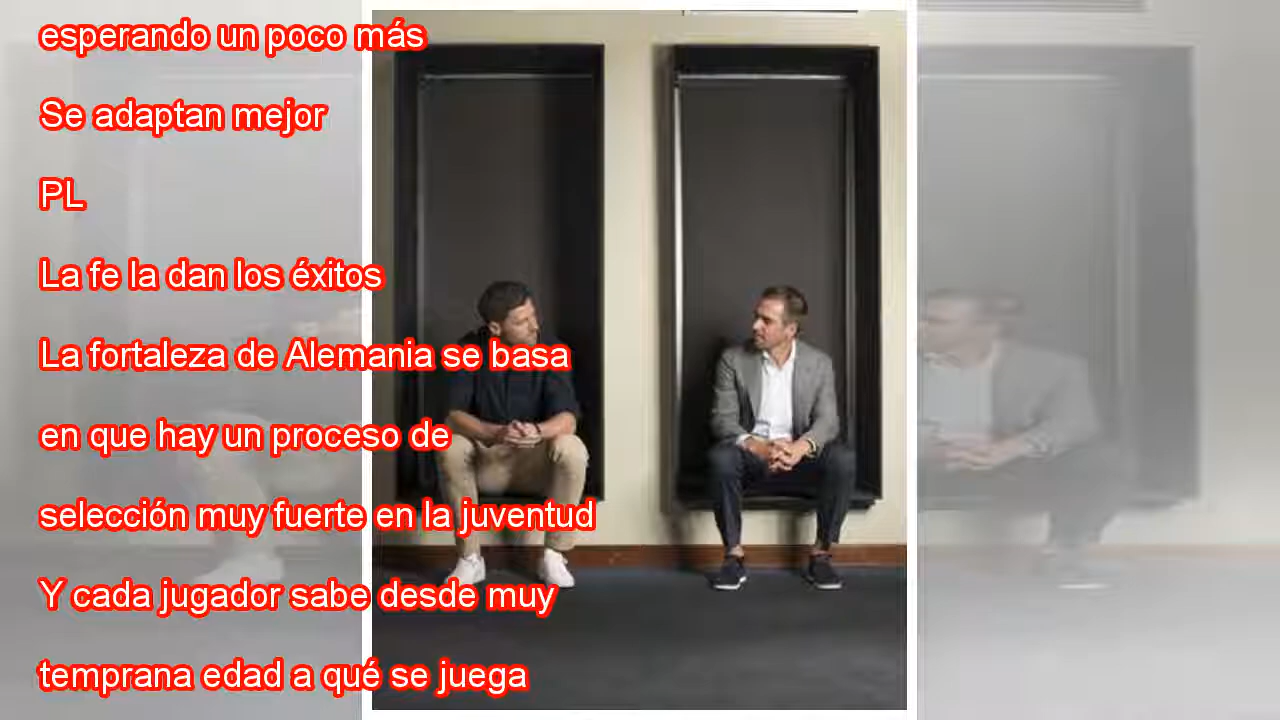 esperando un poco más
Se adaptan mejor
PL
La fe la dan los éxitos
La fortaleza de Alemania se basa
en que hay un proceso de
selección muy fuerte en la juventud
Y cada jugador sabe desde muy
temprana edad a qué se juega